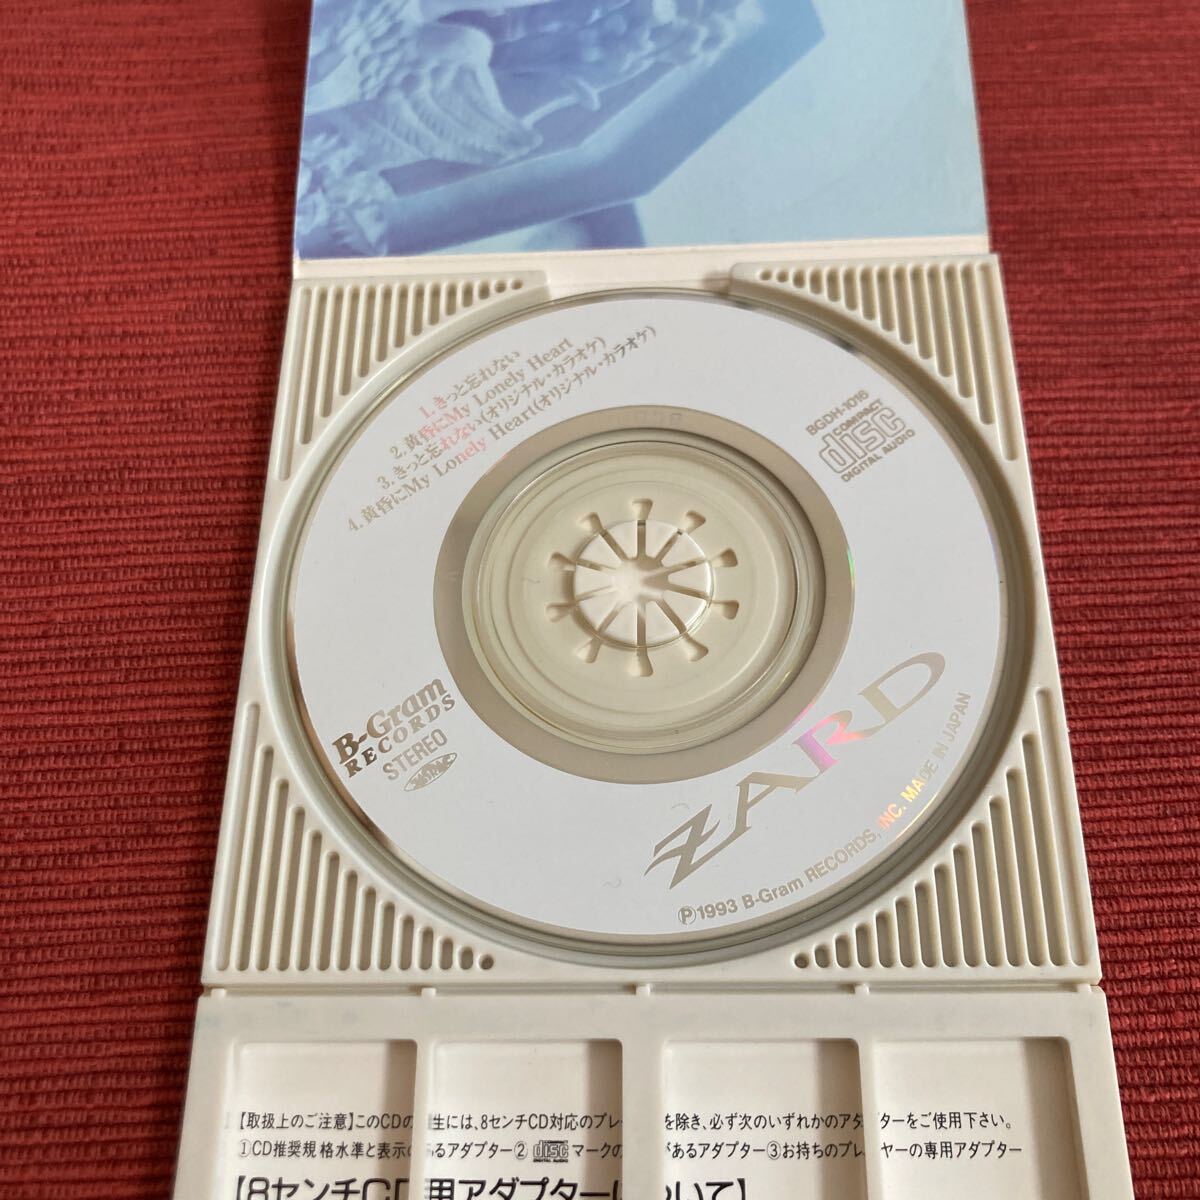 1. きっと忘れない
2. 黄昏にMy Lonely Heart
3. きっと忘れない(オリジナル・カラオケ)
4. 黄昏にMy Lonely Heart(オリジナル・カラオケ)
BGDH-1016
COMPACT
disc
DIGITAL AUDIO
B-Gram
RECORDS
STEREO
ZARD
Ⓟ1993 B-Gram RECORDS, INC. MADE IN JAPAN
【取扱上のご注意】このCDの 生には、8センチCD対応のプレ を除き、必ず次のいずれかのアダプターをご使用下さい。
①CD推奨規格水準と表示の あるアダプター② disc DIGITAL AUDIO マークの があるアダプター③お持ちのプレ ヤーの専用アダプター
【8センチCD 用アダプターに ついて】